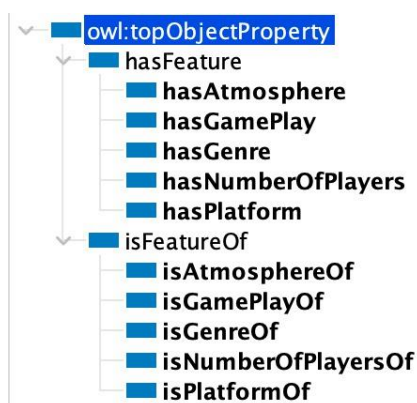 owl:topObjectProperty
hasFeature
hasAtmosphere
hasGamePlay
hasGenre
hasNumberOfPlayers
hasPlatform
isFeatureOf
isAtmosphereOf
isGamePlayOf
isGenreOf
isNumberOfPlayersOf
isPlatformOf